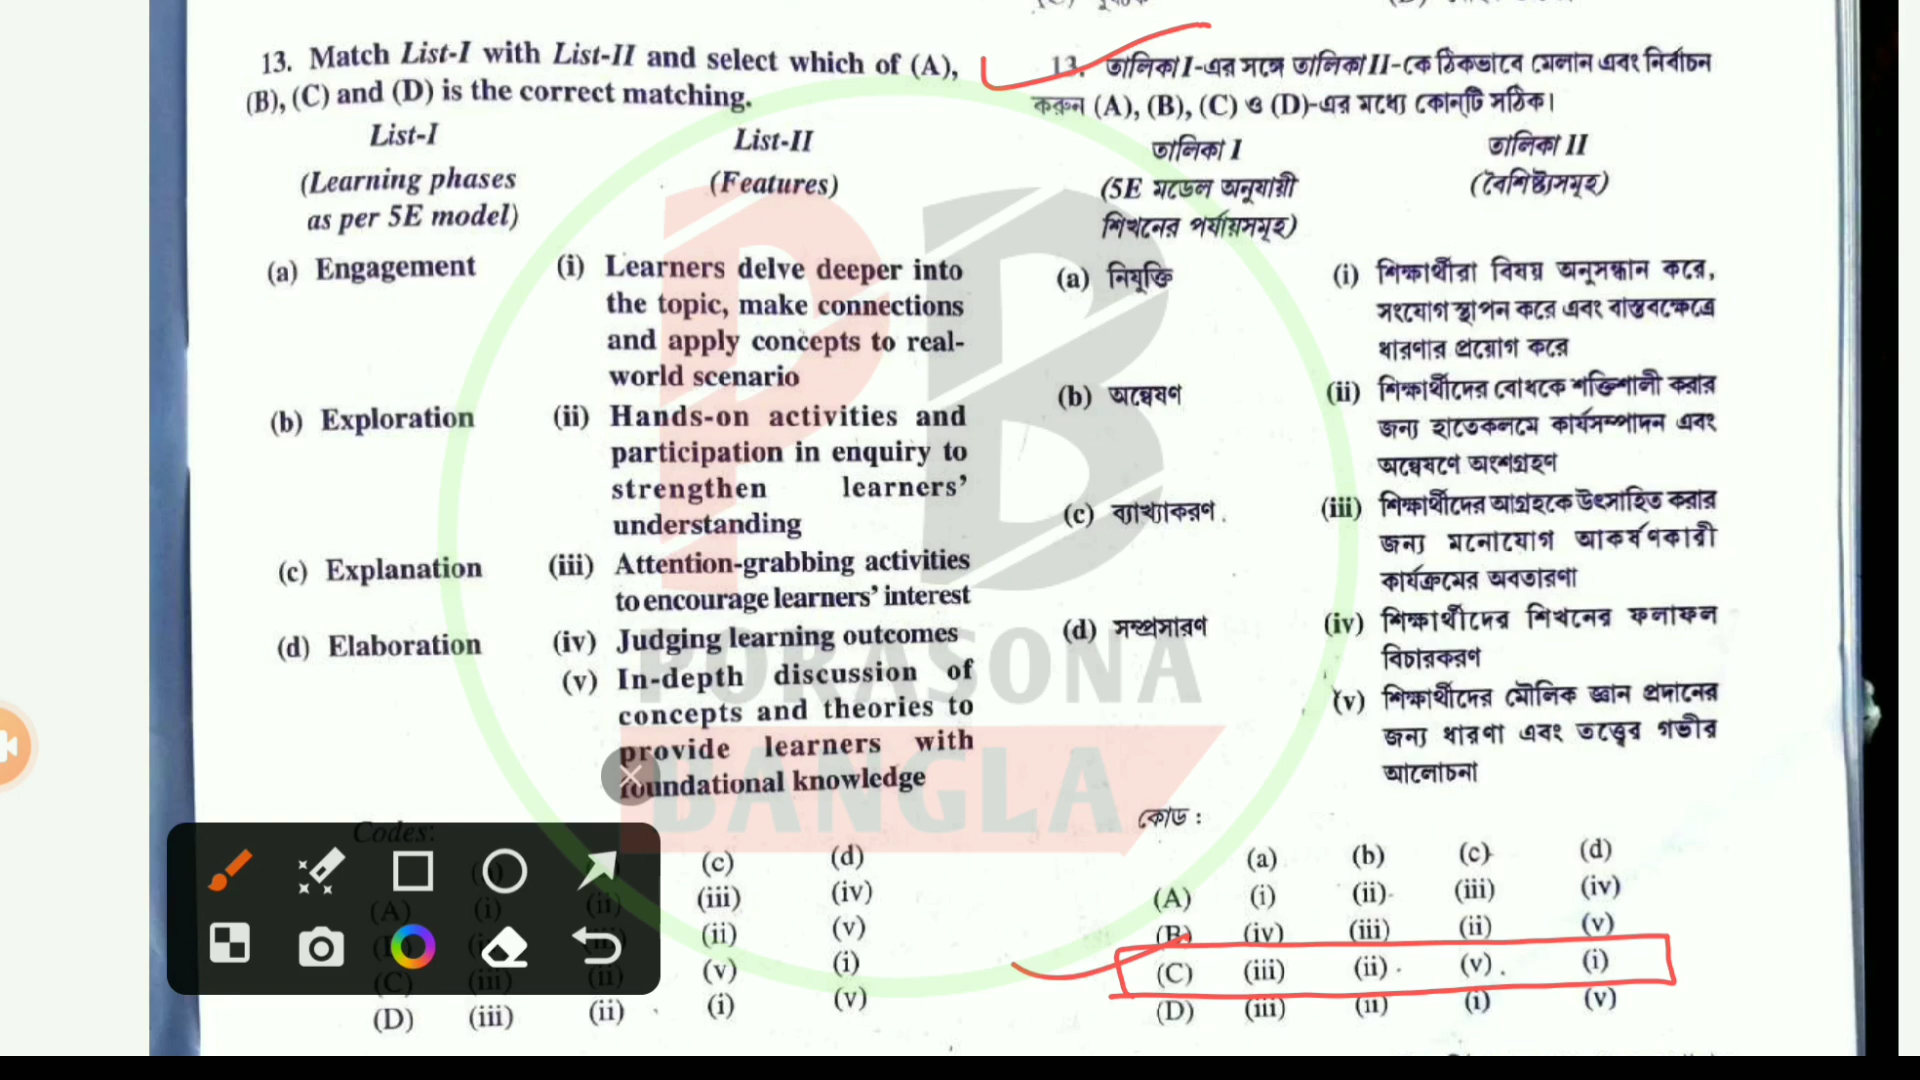 13. Match List-I with List-II and select which of (A),
(B), (C) and (D) is the correct matching.
List-I
List-II
(Learning phases
as per 5E model)
(Features)
(a) Engagement
(i) Learners delve deeper into
the topic, make connections
and apply concepts to real-
world scenario
(b) Exploration
(ii) Hands-on activities and
participation in enquiry to
strengthen learners'
understanding
(c) Explanation
(iii) Attention-grabbing activities
to encourage learners' interest
(d) Elaboration
(iv) Judging learning outcomes
(v) In-depth discussion of
concepts and theories to
provide learners with
foundational knowledge
Codes:
(c) (d)
(A) (i) (ii) (iii) (iv)
(ii) (v)
(C) (iii) (ii) (v) (i)
(D) (iii) (ii) (i) (v)
13. তালিকা I-এর সঙ্গে তালিকা II-কে ঠিকভাবে মেলান এবং নির্বাচন
করুন (A), (B), (C) ও (D)-এর মধ্যে কোন্‌টি সঠিক।
তালিকা I
তালিকা II
(5E মডেল অনুযায়ী
শিখনের পর্যায়সমূহ)
(বৈশিষ্ট্যসমূহ)
(a) নিযুক্তি
(i) শিক্ষার্থীরা বিষয় অনুসন্ধান করে,
সংযোগ স্থাপন করে এবং বাস্তবক্ষেত্রে
ধারণার প্রয়োগ করে
(b) অন্বেষণ
(ii) শিক্ষার্থীদের বোধকে শক্তিশালী করার
জন্য হাতেকলমে কার্যসম্পাদন এবং
অন্বেষণে অংশগ্রহণ
(c) ব্যাখ্যাকরণ
(iii) শিক্ষার্থীদের আগ্রহকে উৎসাহিত করার
জন্য মনোযোগ আকর্ষণকারী
কার্যক্রমের অবতারণা
(d) সম্প্রসারণ
(iv) শিক্ষার্থীদের শিখনের ফলাফল
বিচারকরণ
(v) শিক্ষার্থীদের মৌলিক জ্ঞান প্রদানের
জন্য ধারণা এবং তত্ত্বের গভীর
আলোচনা
কোড :
(a) (b) (c) (d)
(A) (i) (ii) (iii) (iv)
(B) (iv) (iii) (ii) (v)
(C) (iii) (ii) (v) (i)
(D) (iii) (ii) (i) (v)
PB
PORASONA
BANGLA